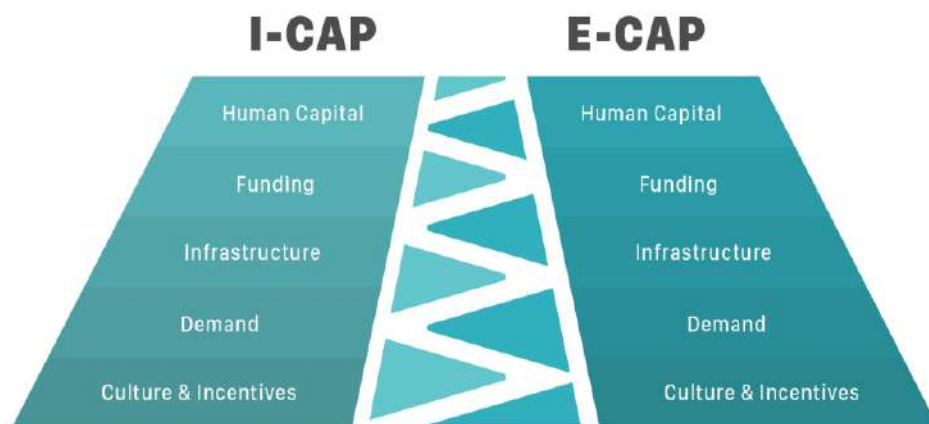 I-CAP
E-CAP
Human Capital
Human Capital
Funding
Funding
Infrastructure
Infrastructure
Demand
Demand
Culture & Incentives
Culture & Incentives